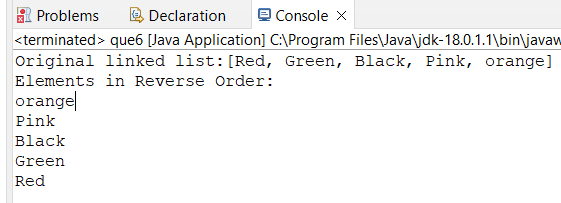 Problems Declaration Console
<terminated> que6 [Java Application] C:\Program Files\Java\jdk-18.0.1.1\bin\javaw
Original linked list:[Red, Green, Black, Pink, orange]
Elements in Reverse Order:
orange
Pink
Black
Green
Red